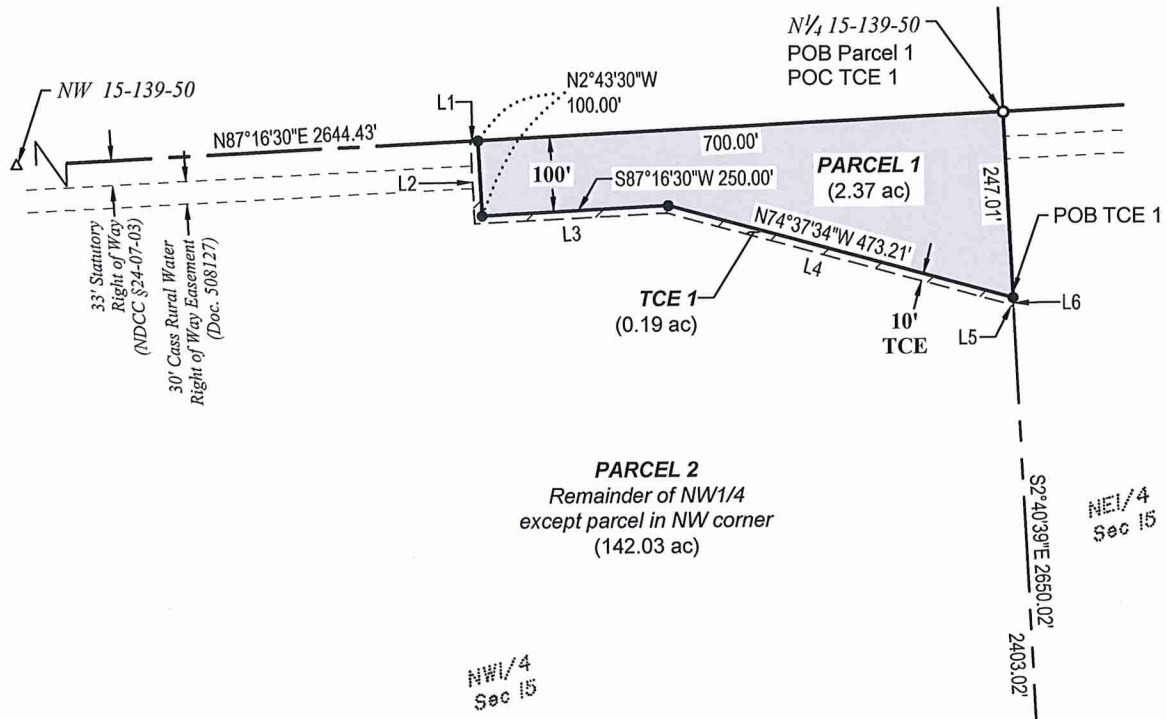 N1/4 15-139-50
POB Parcel 1
POC TCE 1
NW 15-139-50
N2°43'30"W
100.00'
L1
N87°16'30"E 2644.43'
700.00'
PARCEL 1
(2.37 ac)
100'
S87°16'30"W 250.00'
L2
247.01'
L3
N74°37'34"W 473.21'
POB TCE 1
33' Statutory
Right of Way
(NDCC §24-07-03)
30' Cass Rural Water
Right of Way Easement
(Doc. 508127)
L4
TCE 1
(0.19 ac)
10'
TCE
L6
L5
PARCEL 2
Remainder of NW1/4
except parcel in NW corner
(142.03 ac)
S2°40'39"E 2650.02'
2403.02'
NE1/4
Sec 15
NW1/4
Sec 15